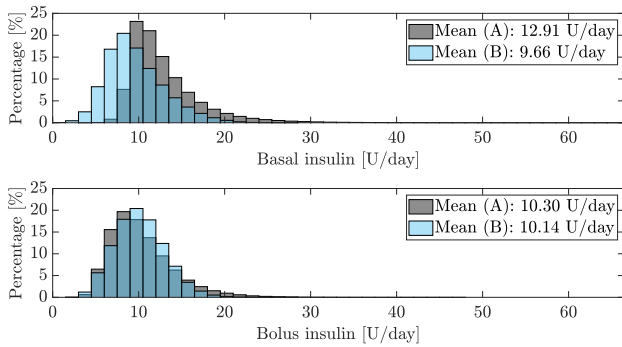 25
20
15
10
5
0
Percentage [%]
Mean (A): 12.91 U/day
Mean (B): 9.66 U/day
0 10 20 30 40 50 60
Basal insulin [U/day]
25
20
15
10
5
0
Percentage [%]
Mean (A): 10.30 U/day
Mean (B): 10.14 U/day
0 10 20 30 40 50 60
Bolus insulin [U/day]